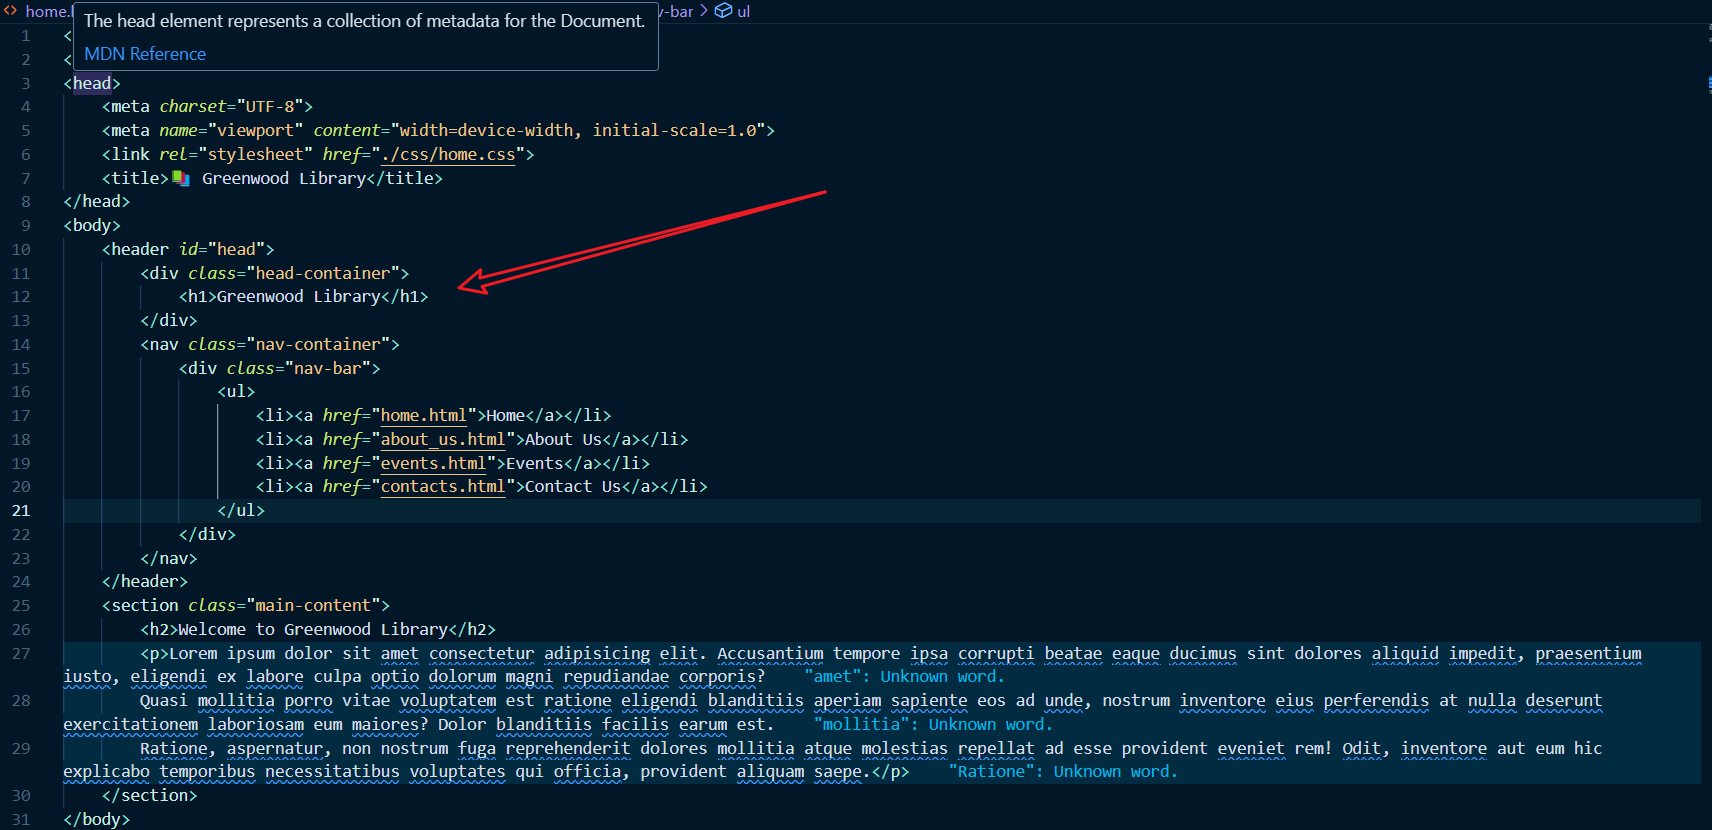 home.
v-bar > ul
The head element represents a collection of metadata for the Document.
MDN Reference
1 <
2 <
3 <head>
4 <meta charset="UTF-8">
5 <meta name="viewport" content="width=device-width, initial-scale=1.0">
6 <link rel="stylesheet" href="./css/home.css">
7 <title>📚 Greenwood Library</title>
8 </head>
9 <body>
10 <header id="head">
11 <div class="head-container">
12 <h1>Greenwood Library</h1>
13 </div>
14 <nav class="nav-container">
15 <div class="nav-bar">
16 <ul>
17 <li><a href="home.html">Home</a></li>
18 <li><a href="about_us.html">About Us</a></li>
19 <li><a href="events.html">Events</a></li>
20 <li><a href="contacts.html">Contact Us</a></li>
21 </ul>
22 </div>
23 </nav>
24 </header>
25 <section class="main-content">
26 <h2>Welcome to Greenwood Library</h2>
27 <p>Lorem ipsum dolor sit amet consectetur adipisicing elit. Accusantium tempore ipsa corrupti beatae eaque ducimus sint dolores aliquid impedit, praesentium
iusto, eligendi ex labore culpa optio dolorum magni repudiandae corporis? "amet": Unknown word.
28 Quasi mollitia porro vitae voluptatem est ratione eligendi blanditiis aperiam sapiente eos ad unde, nostrum inventore eius perferendis at nulla deserunt
exercitationem laboriosam eum maiores? Dolor blanditiis facilis earum est. "mollitia": Unknown word.
29 Ratione, aspernatur, non nostrum fuga reprehenderit dolores mollitia atque molestias repellat ad esse provident eveniet rem! Odit, inventore aut eum hic
explicabo temporibus necessitatibus voluptates qui officia, provident aliquam saepe.</p> "Ratione": Unknown word.
30 </section>
31 </body>